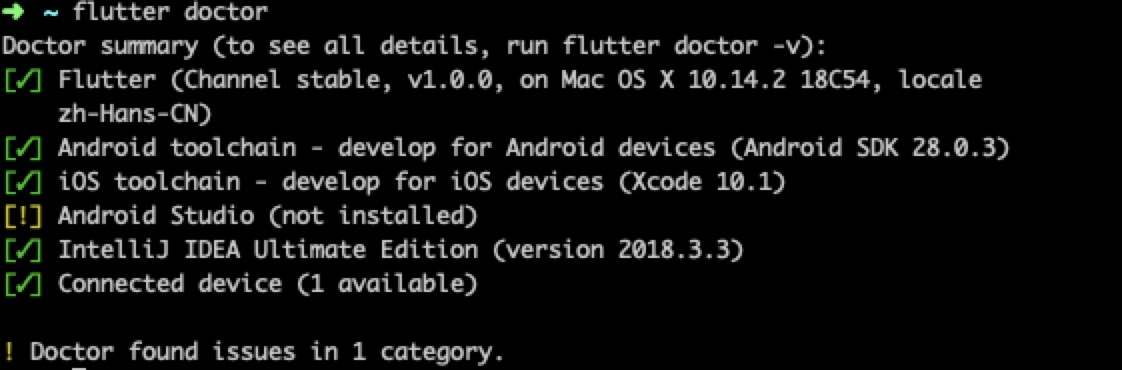 ➜ ~ flutter doctor
Doctor summary (to see all details, run flutter doctor -v):
[✓] Flutter (Channel stable, v1.0.0, on Mac OS X 10.14.2 18C54, locale
zh-Hans-CN)
[✓] Android toolchain - develop for Android devices (Android SDK 28.0.3)
[✓] iOS toolchain - develop for iOS devices (Xcode 10.1)
[!] Android Studio (not installed)
[✓] IntelliJ IDEA Ultimate Edition (version 2018.3.3)
[✓] Connected device (1 available)
! Doctor found issues in 1 category.